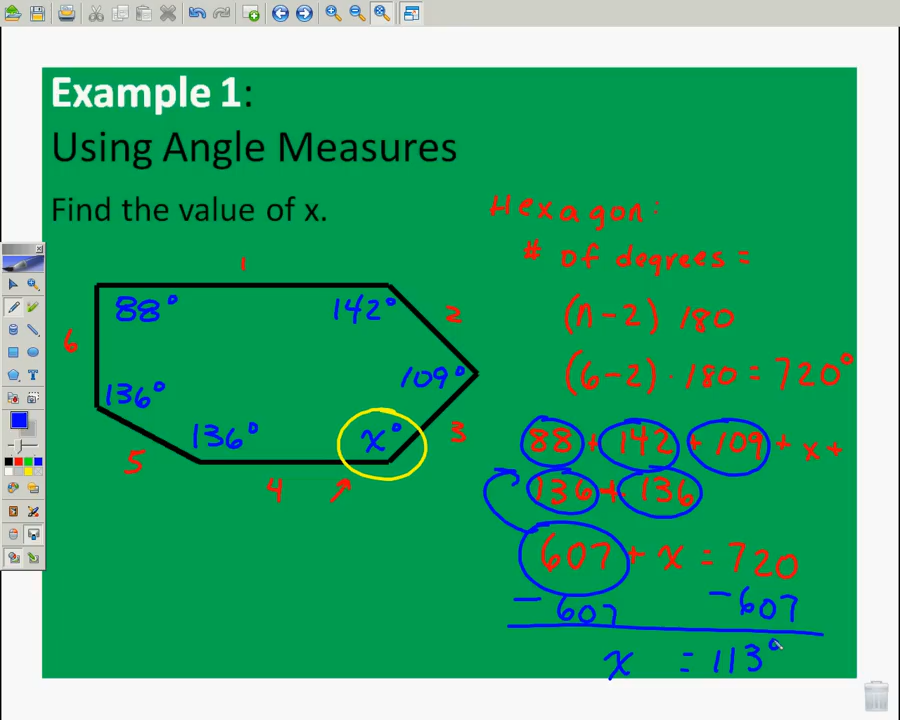 Example 1:
Using Angle Measures
Find the value of x.
1
88° 142°
2
6
109°
136°
136° x° 3
5
4
Hexagon:
# of degrees =
(n-2) 180
(6-2) · 180 = 720°
88 + 142 + 109 + x +
136 + 136
607 + x = 720
- 607 - 607
x = 113°